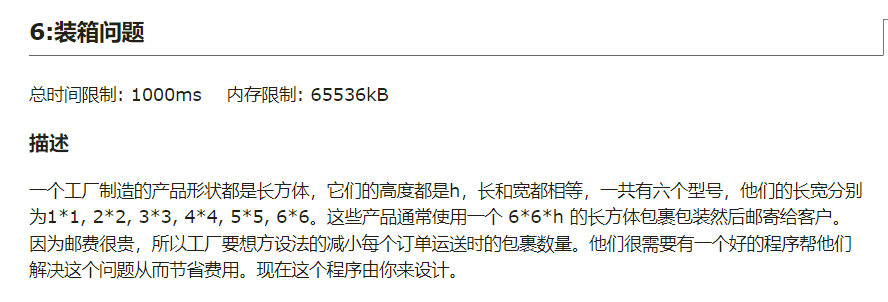 6:装箱问题
总时间限制: 1000ms 内存限制: 65536kB
描述
一个工厂制造的产品形状都是长方体，它们的高度都是h，长和宽都相等，一共有六个型号，他们的长宽分别
为1*1, 2*2, 3*3, 4*4, 5*5, 6*6。这些产品通常使用一个 6*6*h 的长方体包裹包装然后邮寄给客户。
因为邮费很贵，所以工厂要想方设法的减小每个订单运送时的包裹数量。他们很需要有一个好的程序帮他们
解决这个问题从而节省费用。现在这个程序由你来设计。